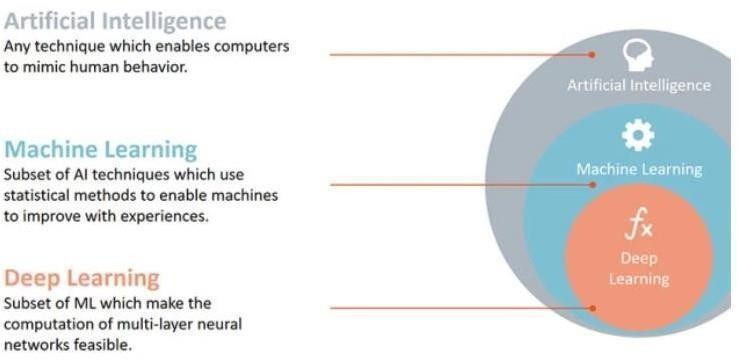 Artificial Intelligence
Any technique which enables computers
to mimic human behavior.
Machine Learning
Subset of AI techniques which use
statistical methods to enable machines
to improve with experiences.
Deep Learning
Subset of ML which make the
computation of multi-layer neural
networks feasible.
Artificial Intelligence
Machine Learning
fx
Deep
Learning